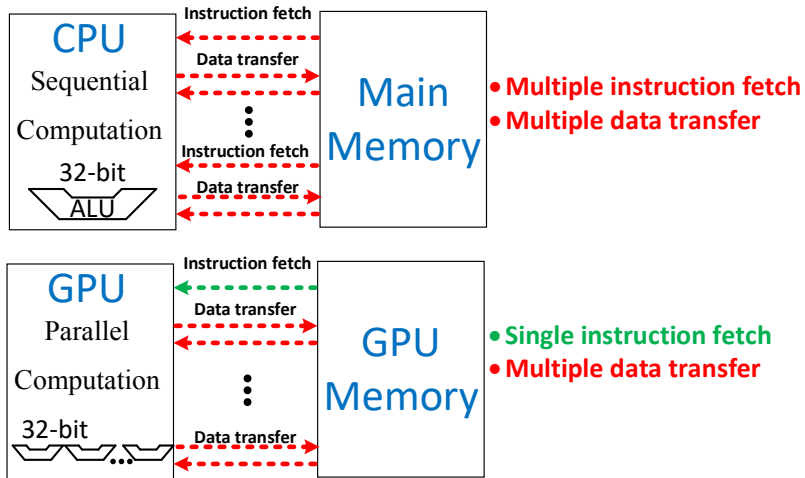 Instruction fetch
CPU
Data transfer
Sequential
Computation
Main
Memory
• Multiple instruction fetch
• Multiple data transfer
Instruction fetch
32-bit
Data transfer
ALU
Instruction fetch
GPU
Data transfer
Parallel
Computation
GPU
Memory
• Single instruction fetch
• Multiple data transfer
32-bit
Data transfer